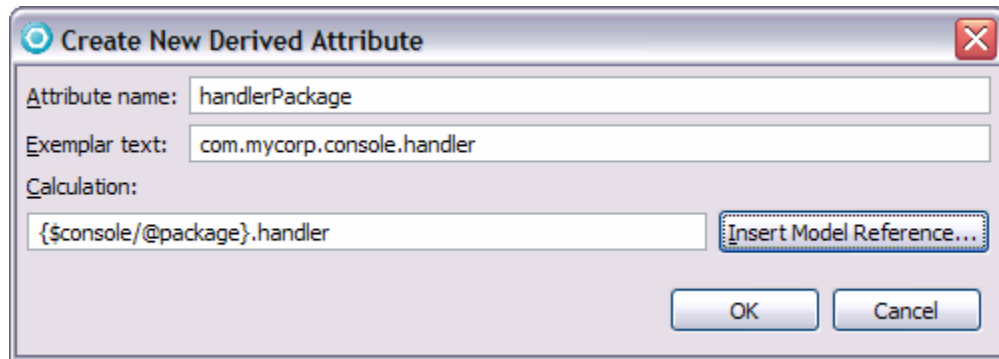 Create New Derived Attribute
Attribute name: handlerPackage
Exemplar text: com.mycorp.console.handler
Calculation:
{$console/@package}.handler Insert Model Reference...
OK Cancel